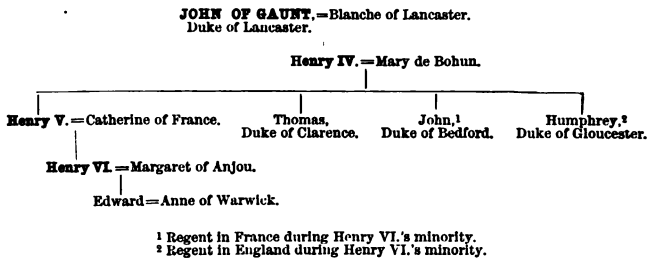 JOHN OF GAUNT,=Blanche of Lancaster.
Duke of Lancaster.
Henry IV.=Mary de Bohun.
Henry V.=Catherine of France. Thomas, John,¹ Humphrey,²
Duke of Clarence. Duke of Bedford. Duke of Gloucester.
Henry VI.=Margaret of Anjou.
Edward=Anne of Warwick.
¹ Regent in France during Henry VI.'s minority.
² Regent in England during Henry VI.'s minority.